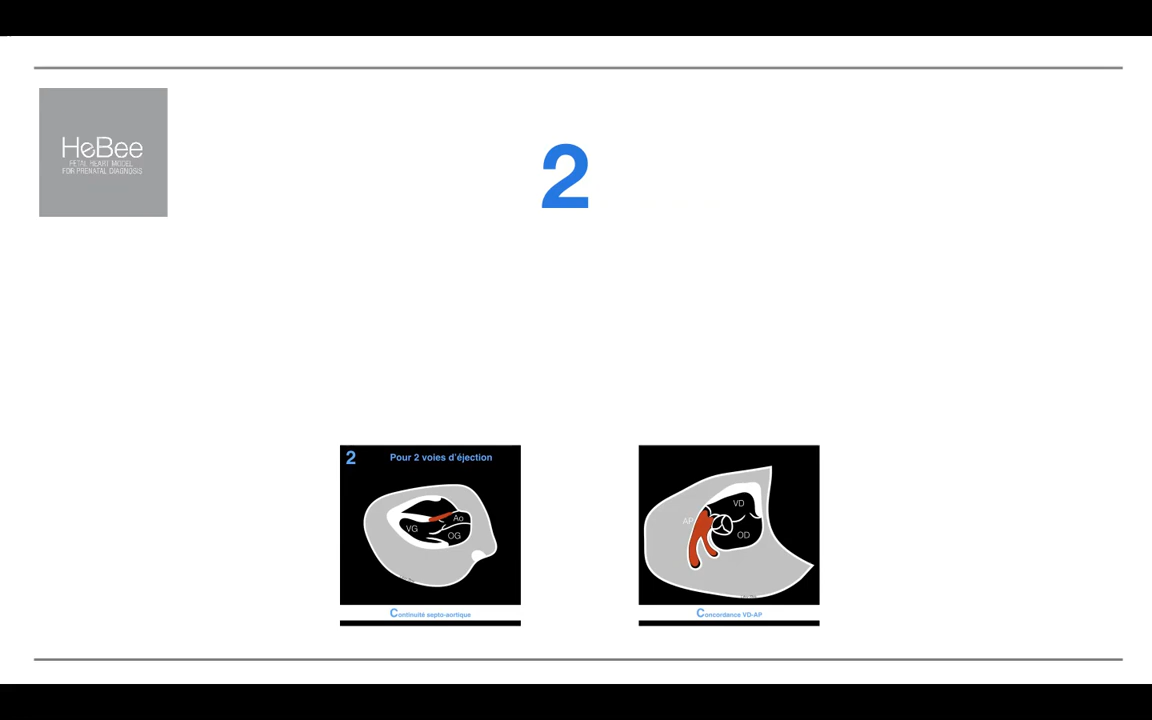 HeBee
FETAL HEART MODEL
FOR PRENATAL DIAGNOSIS
2
2 Pour 2 voies d'éjection
VG
Ao
OG
Continuité septo-aortique
VD
AP
OD
Concordance VD-AP